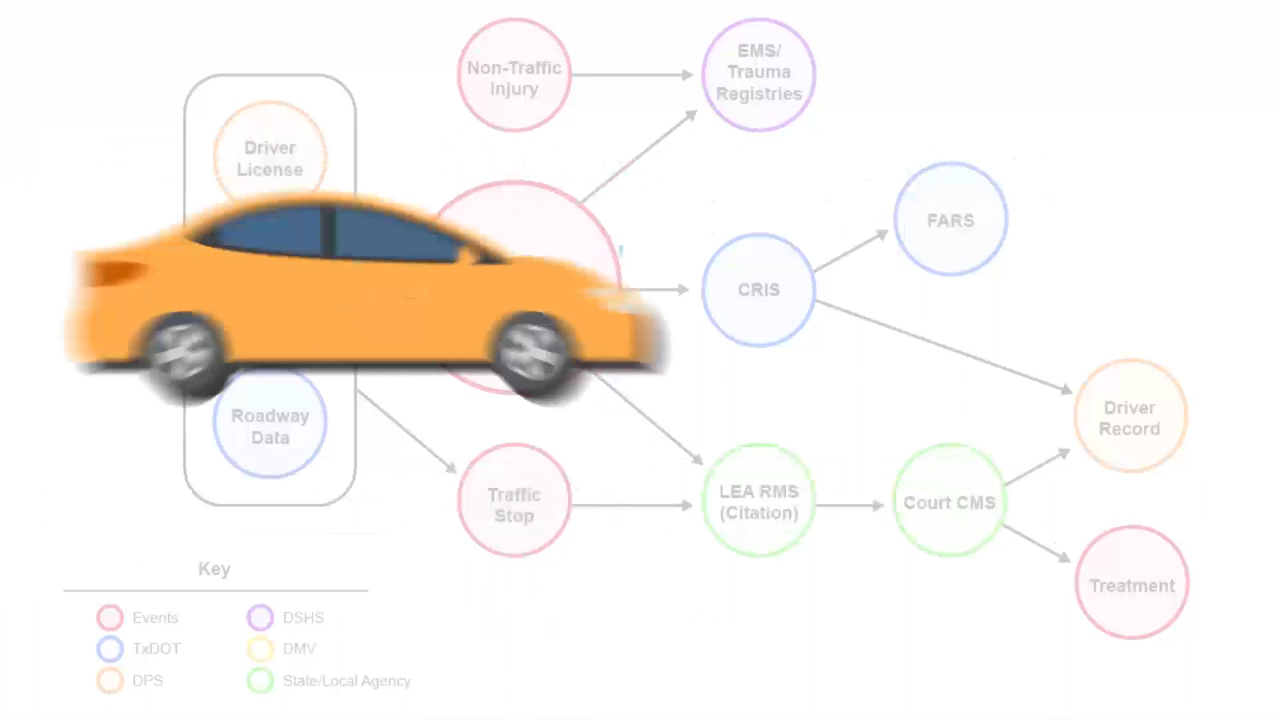 Non-Traffic
Injury
EMS/
Trauma
Registries
Driver
License
FARS
CRIS
Roadway
Data
Driver
Record
Traffic
Stop
LEA RMS
(Citation)
Court CMS
Treatment
Key
Events
DSHS
TxDOT
DMV
DPS
State/Local Agency